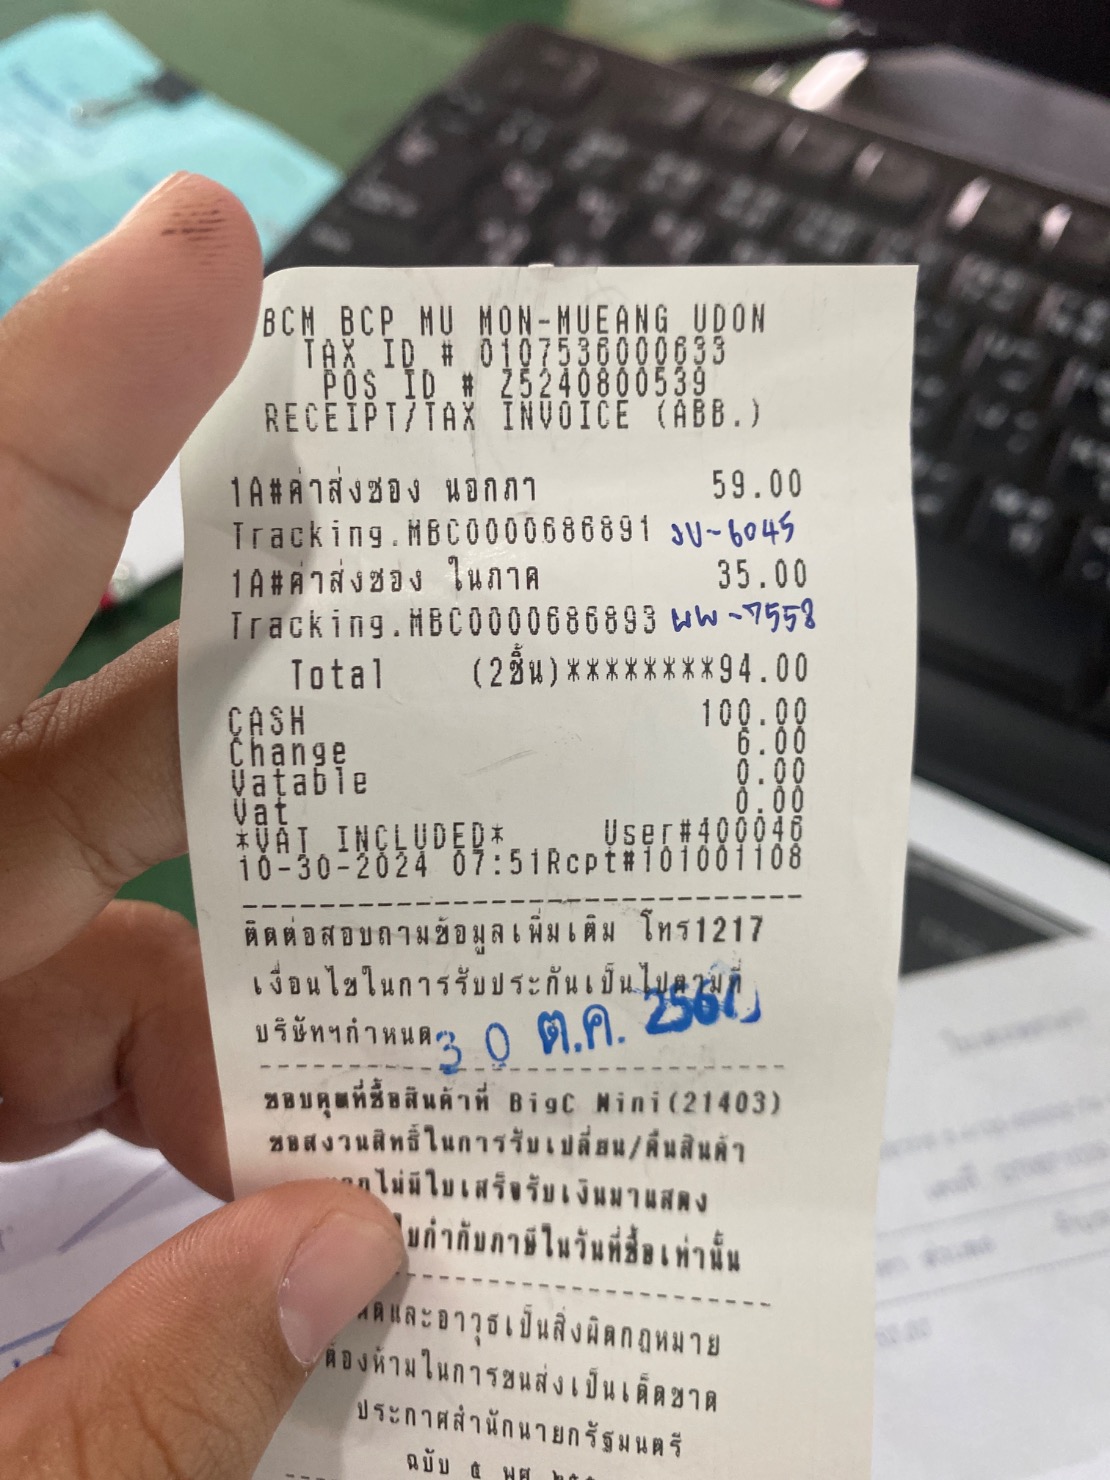 BCM BCP MU MON-MUEANG UDON
TAX ID # 0107536000633
POS ID # Z5240800539
RECEIPT/TAX INVOICE (ABB.)
1A#ค่าส่งซอง นอกภา 59.00
Tracking.MBC0000686891 มบ-6045
1A#ค่าส่งซอง ในภาค 35.00
Tracking.MBC0000686893 ผพ-7558
Total (2ชิ้น)********94.00
CASH 100.00
Change 6.00
Vatable 0.00
Vat 0.00
*VAT INCLUDED* User#400046
10-30-2024 07:51Rcpt#101001108
ติดต่อสอบถามข้อมูลเพิ่มเติม โทร1217
เงื่อนไขในการรับประกันเป็นไปตามที่
บริษัทฯกำหนด
30 ต.ค. 2567
ขอบคุณที่ซื้อสินค้าที่ BigC Mini(21403)
ขอสงวนสิทธิ์ในการรับเปลี่ยน/คืนสินค้า
ไม่มีใบเสร็จรับเงินมาแสดง
ใบกำกับภาษีในวันที่ซื้อเท่านั้น
และอาวุธเป็นสิ่งผิดกฎหมาย
ต้องห้ามในการขนส่งเป็นเด็ดขาด
ประกาศสำนักนายกรัฐมนตรี
ฉบับ ๕ พศ